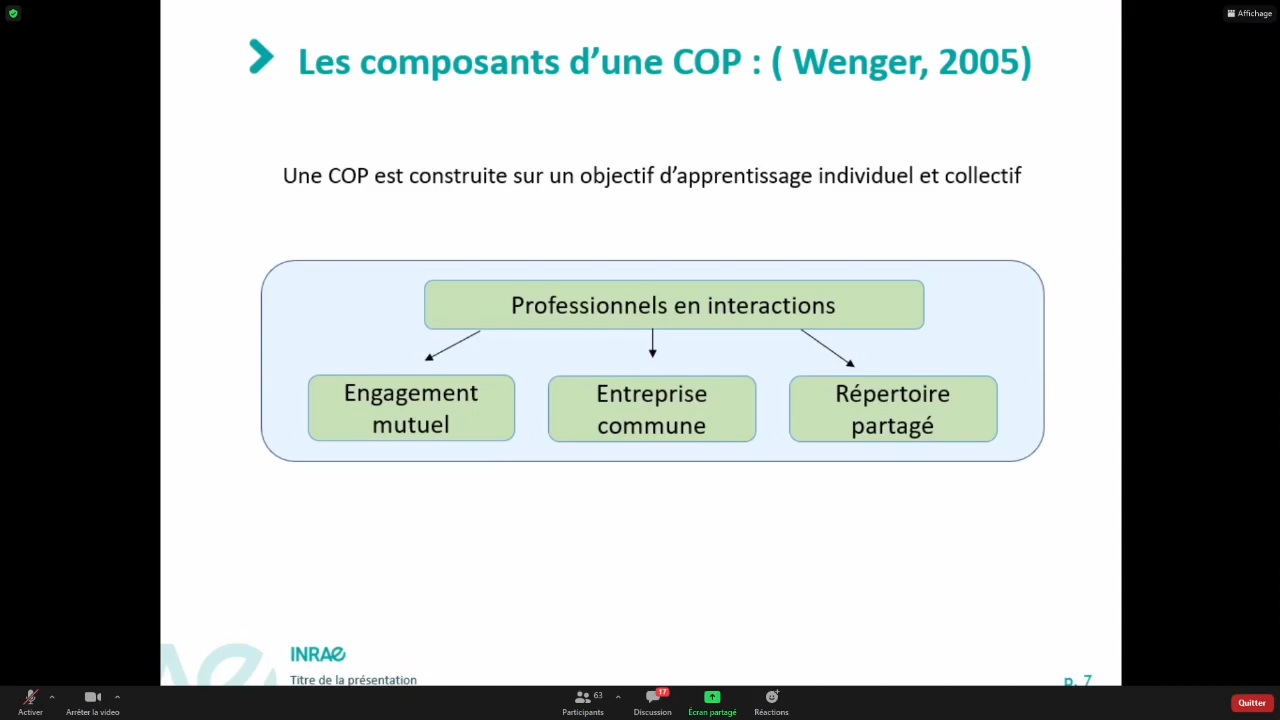 Affichage
Les composants d’une COP : ( Wenger, 2005)
Une COP est construite sur un objectif d’apprentissage individuel et collectif
Professionnels en interactions
Engagement
mutuel
Entreprise
commune
Répertoire
partagé
INRAE
Titre de la présentation
p. 7
Activer
Arrêter la video
63
Participants
17
Discussion
Écran partagé
Réactions
Quitter